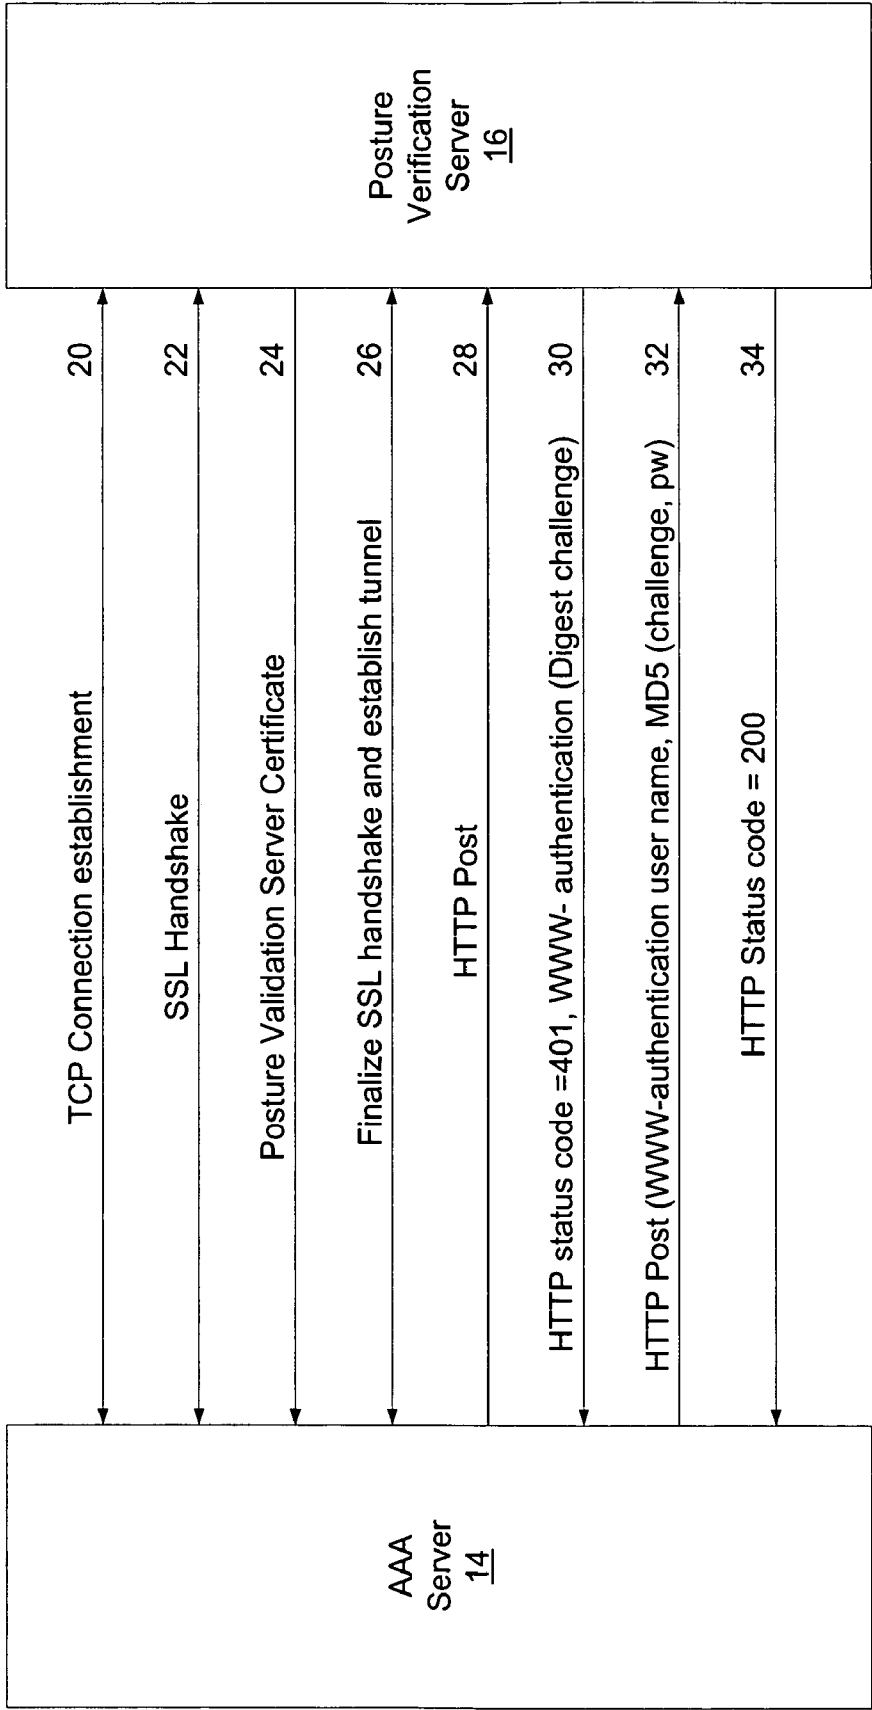 AAA
Server
14
TCP Connection establishment 20
SSL Handshake 22
Posture Validation Server Certificate 24
Finalize SSL handshake and establish tunnel 26
HTTP Post 28
HTTP status code =401, WWW- authentication (Digest challenge) 30
HTTP Post (WWW-authentication user name, MD5 (challenge, pw) 32
HTTP Status code = 200 34
Posture
Verification
Server
16